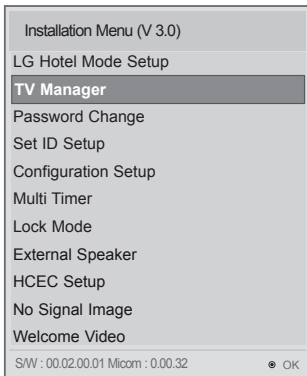 Installation Menu (V 3.0)
LG Hotel Mode Setup
TV Manager
Password Change
Set ID Setup
Configuration Setup
Multi Timer
Lock Mode
External Speaker
HCEC Setup
No Signal Image
Welcome Video
S/W : 00.02.00.01 Micom : 0.00.32 ◉ OK